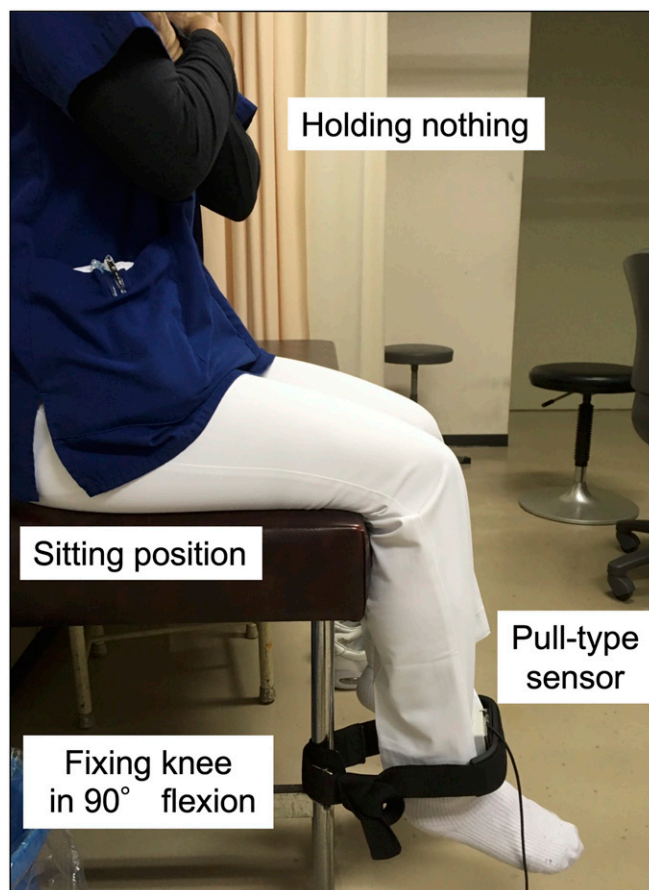 Holding nothing
Sitting position
Pull-type
sensor
Fixing knee
in 90° flexion